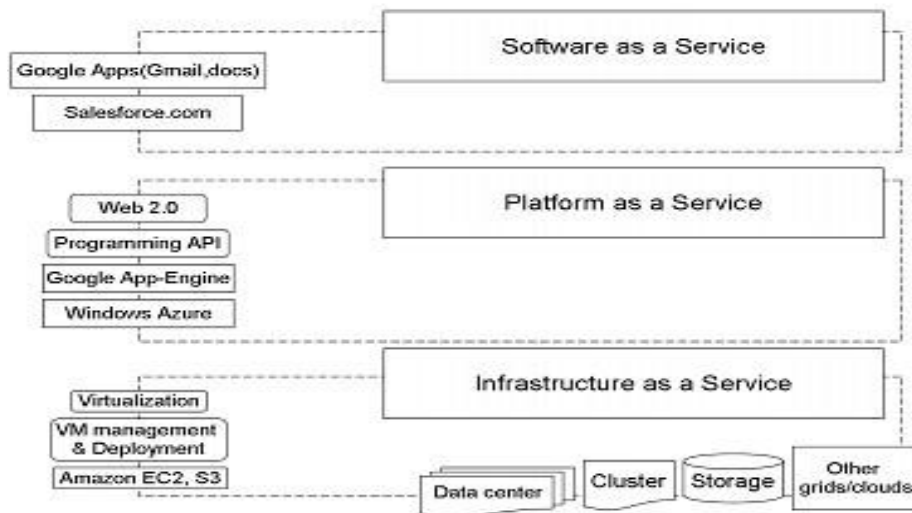 Software as a Service
Google Apps(Gmail,docs)
Salesforce.com
Platform as a Service
Web 2.0
Programming API
Google App-Engine
Windows Azure
Infrastructure as a Service
Virtualization
VM management
& Deployment
Amazon EC2, S3
Data center
Cluster
Storage
Other
grids/clouds